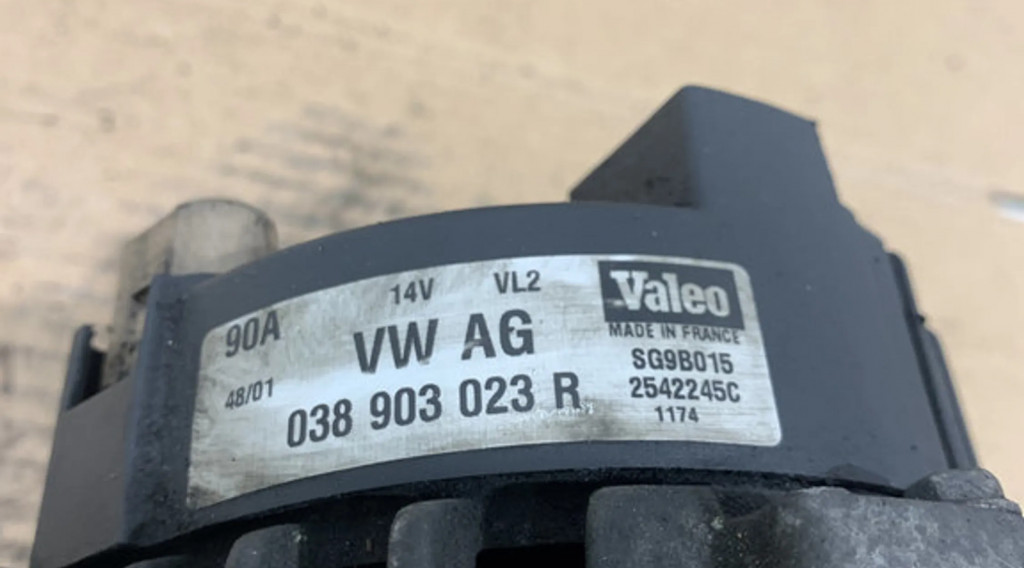 14V VL2 Valeo
90A VW AG MADE IN FRANCE
SG9B015
48/01 038 903 023 R 2542245C
1174